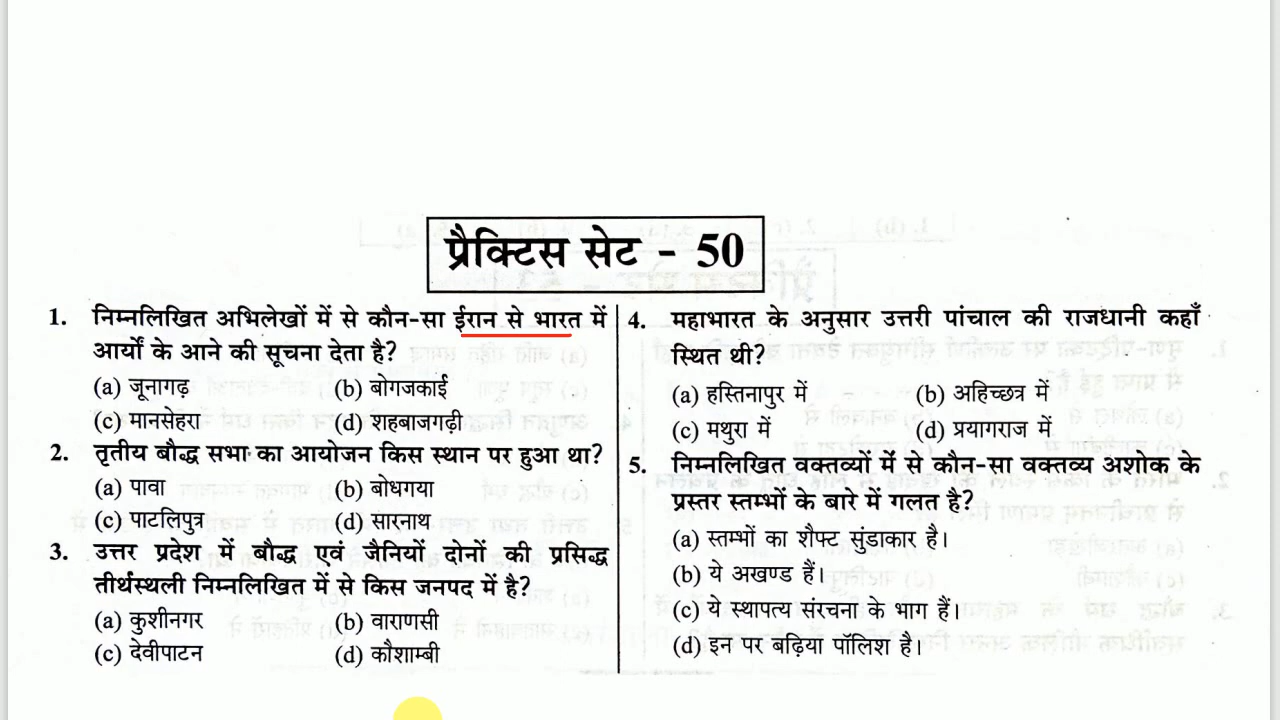 प्रैक्टिस सेट - 50
1. निम्नलिखित अभिलेखों में से कौन-सा ईरान से भारत में
आर्यों के आने की सूचना देता है?
(a) जूनागढ़ (b) बोगजकाई
(c) मानसेहरा (d) शहबाजगढ़ी
2. तृतीय बौद्ध सभा का आयोजन किस स्थान पर हुआ था?
(a) पावा (b) बोधगया
(c) पाटलिपुत्र (d) सारनाथ
3. उत्तर प्रदेश में बौद्ध एवं जैनियों दोनों की प्रसिद्ध
तीर्थस्थली निम्नलिखित में से किस जनपद में है?
(a) कुशीनगर (b) वाराणसी
(c) देवीपाटन (d) कौशाम्बी
4. महाभारत के अनुसार उत्तरी पांचाल की राजधानी कहाँ
स्थित थी?
(a) हस्तिनापुर में (b) अहिच्छत्र में
(c) मथुरा में (d) प्रयागराज में
5. निम्नलिखित वक्तव्यों में से कौन-सा वक्तव्य अशोक के
प्रस्तर स्तम्भों के बारे में गलत है?
(a) स्तम्भों का शैफ्ट सुंडाकार है।
(b) ये अखण्ड हैं।
(c) ये स्थापत्य संरचना के भाग हैं।
(d) इन पर बढ़िया पॉलिश है।